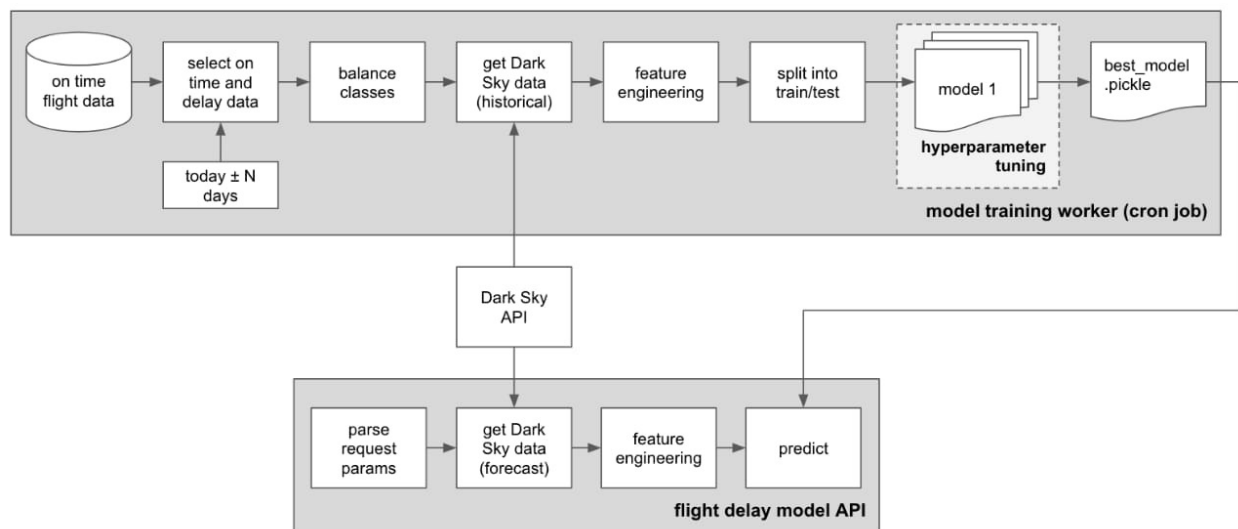 on time
flight data
select on
time and
delay data
balance
classes
get Dark
Sky data
(historical)
feature
engineering
split into
train/test
model 1
best_model
.pickle
hyperparameter
tuning
today ± N
days
model training worker (cron job)
Dark Sky
API
parse
request
params
get Dark
Sky data
(forecast)
feature
engineering
predict
flight delay model API